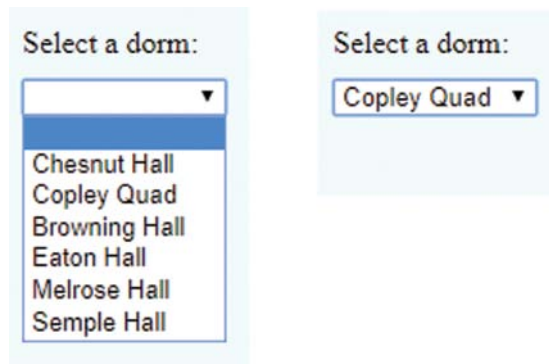 Select a dorm:
Chesnut Hall
Copley Quad
Browning Hall
Eaton Hall
Melrose Hall
Semple Hall
Select a dorm:
Copley Quad